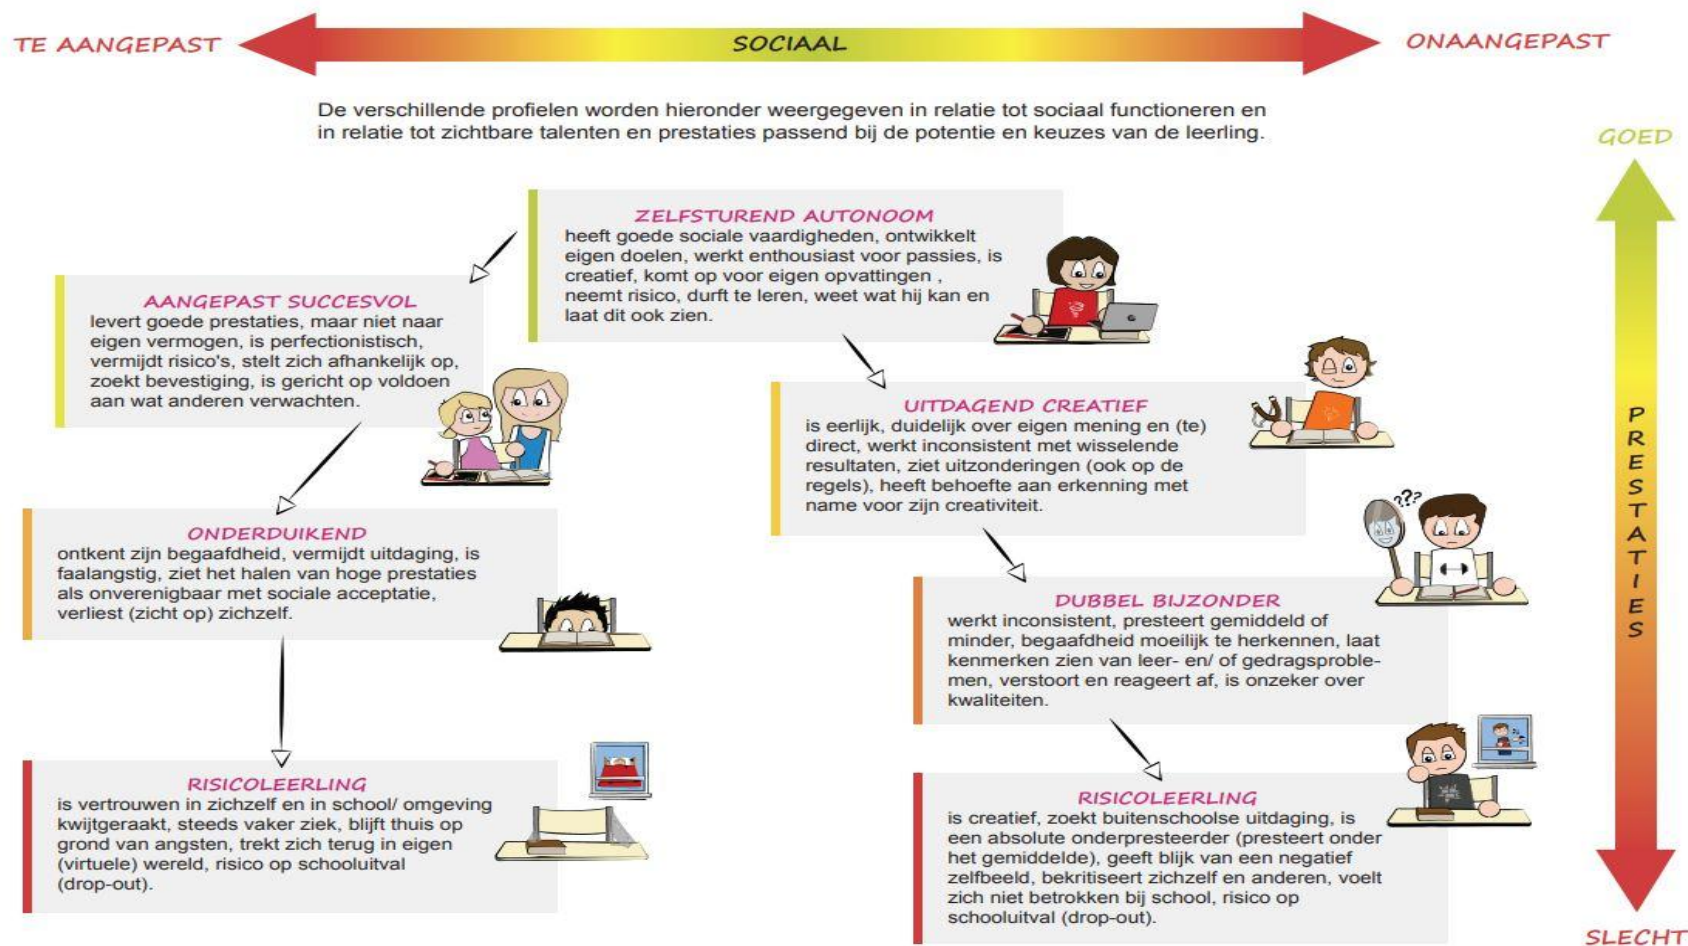 TE AANGEPAST
SOCIAAL
ONAANGEPAST
De verschillende profielen worden hieronder weergegeven in relatie tot sociaal functioneren en
in relatie tot zichtbare talenten en prestaties passend bij de potentie en keuzes van de leerling.
GOED
ZELFSTUREND AUTONOOM
heeft goede sociale vaardigheden, ontwikkelt
eigen doelen, werkt enthousiast voor passies, is
creatief, komt op voor eigen opvattingen ,
neemt risico, durft te leren, weet wat hij kan en
laat dit ook zien.
AANGEPAST SUCCESVOL
levert goede prestaties, maar niet naar
eigen vermogen, is perfectionistisch,
vermijdt risico's, stelt zich afhankelijk op,
zoekt bevestiging, is gericht op voldoen
aan wat anderen verwachten.
UITDAGEND CREATIEF
is eerlijk, duidelijk over eigen mening en (te)
direct, werkt inconsistent met wisselende
resultaten, ziet uitzonderingen (ook op de
regels), heeft behoefte aan erkenning met
name voor zijn creativiteit.
PRESTATIES
???
ONDERDUIKEND
ontkent zijn begaafdheid, vermijdt uitdaging, is
faalangstig, ziet het halen van hoge prestaties
als onverenigbaar met sociale acceptatie,
verliest (zicht op) zichzelf.
DUBBEL BIJZONDER
werkt inconsistent, presteert gemiddeld of
minder, begaafdheid moeilijk te herkennen, laat
kenmerken zien van leer- en/ of gedragsproble-
men, verstoort en reageert af, is onzeker over
kwaliteiten.
RISICOLEERLING
is vertrouwen in zichzelf en in school/ omgeving
kwijtgeraakt, steeds vaker ziek, blijft thuis op
grond van angsten, trekt zich terug in eigen
(virtuele) wereld, risico op schooluitval
(drop-out).
RISICOLEERLING
is creatief, zoekt buitenschoolse uitdaging, is
een absolute onderpresteerder (presteert onder
het gemiddelde), geeft blijk van een negatief
zelfbeeld, bekritiseert zichzelf en anderen, voelt
zich niet betrokken bij school, risico op
schooluitval (drop-out).
SLECHT